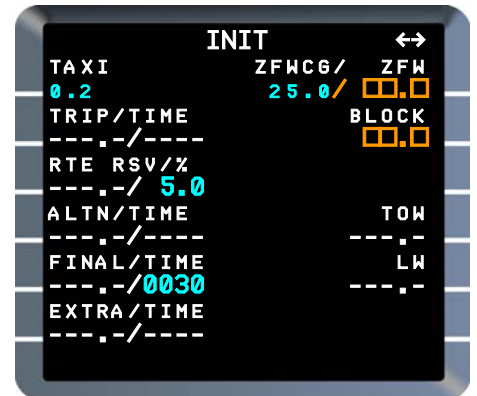 INIT ↔
TAXI ZFWCG/ ZFW
0.2 25.0/ □□.□
TRIP/TIME BLOCK
---.-/---- □□.□
RTE RSV/%
---.-/ 5.0
ALTN/TIME TOW
---.-/---- ---.-
FINAL/TIME LW
---.-/0030 ---.-
EXTRA/TIME
---.-/----